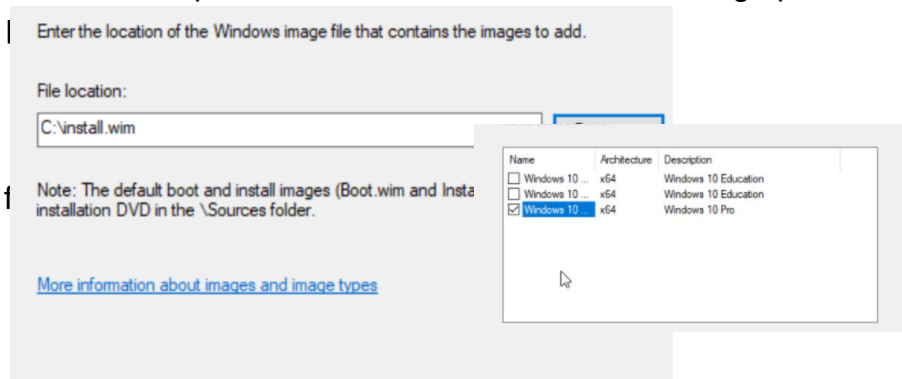 Enter the location of the Windows image file that contains the images to add.
File location:
C:\install.wim
Note: The default boot and install images (Boot.wim and Insta
installation DVD in the \Sources folder.
More information about images and image types
Name Architecture Description
Windows 10 ... x64 Windows 10 Education
Windows 10 ... x64 Windows 10 Education
Windows 10 ... x64 Windows 10 Pro